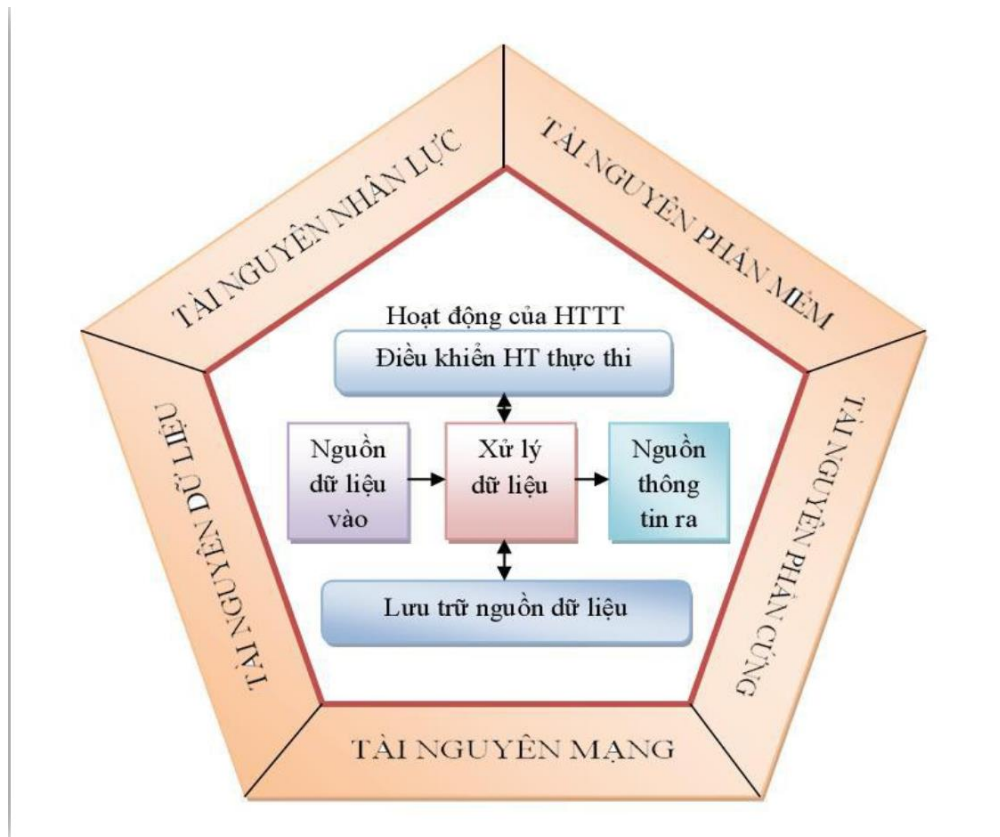 TÀI NGUYÊN NHÂN LỰC
TÀI NGUYÊN PHẦN MỀM
Hoạt động của HTTT
Điều khiển HT thực thi
Nguồn
dữ liệu
vào
Xử lý
dữ liệu
Nguồn
thông
tin ra
Lưu trữ nguồn dữ liệu
TÀI NGUYÊN DỮ LIỆU
TÀI NGUYÊN PHẦN CỨNG
TÀI NGUYÊN MẠNG